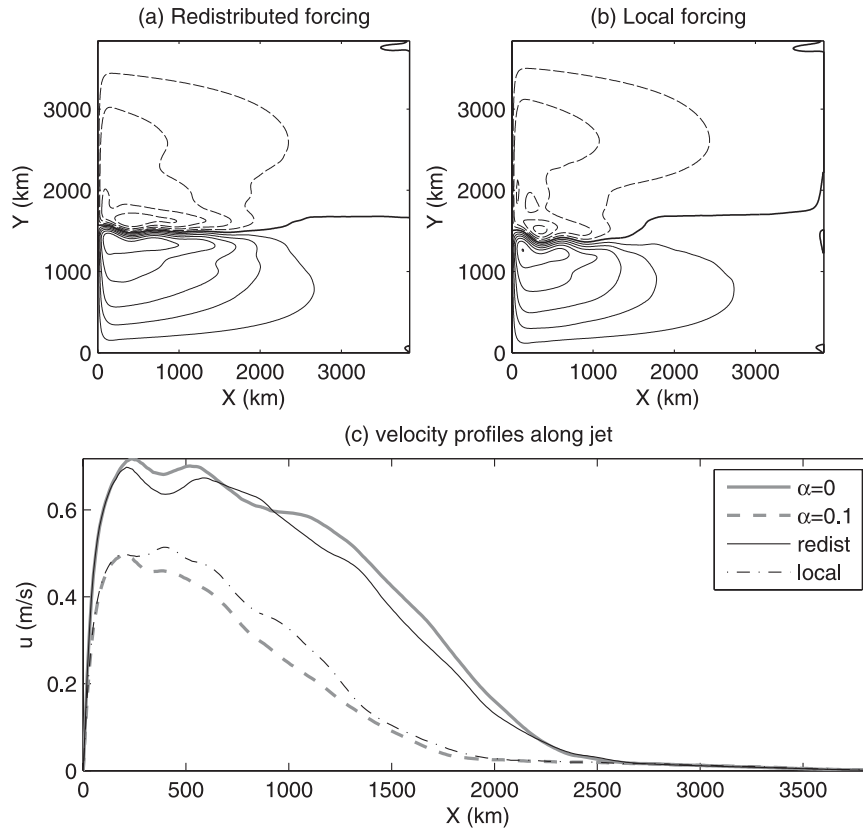 (a) Redistributed forcing
(b) Local forcing
Y (km)
3000
2000
1000
0
0 1000 2000 3000
X (km)
Y (km)
3000
2000
1000
0
0 1000 2000 3000
X (km)
(c) velocity profiles along jet
u (m/s)
0.6
0.4
0.2
0
0 500 1000 1500 2000 2500 3000 3500
X (km)
α=0
α=0.1
redist
local